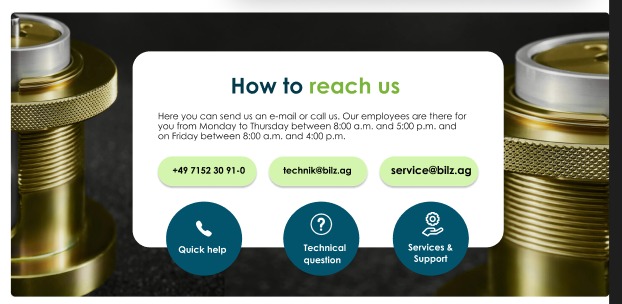 How to reach us
Here you can send us an e-mail or call us. Our employees are there for
you from Monday to Thursday between 8:00 a.m. and 5:00 p.m. and
on Friday between 8:00 a.m. and 4:00 p.m.
+49 7152 30 91-0
technik@bilz.ag
service@bilz.ag
Quick help
Technical
question
Services &
Support